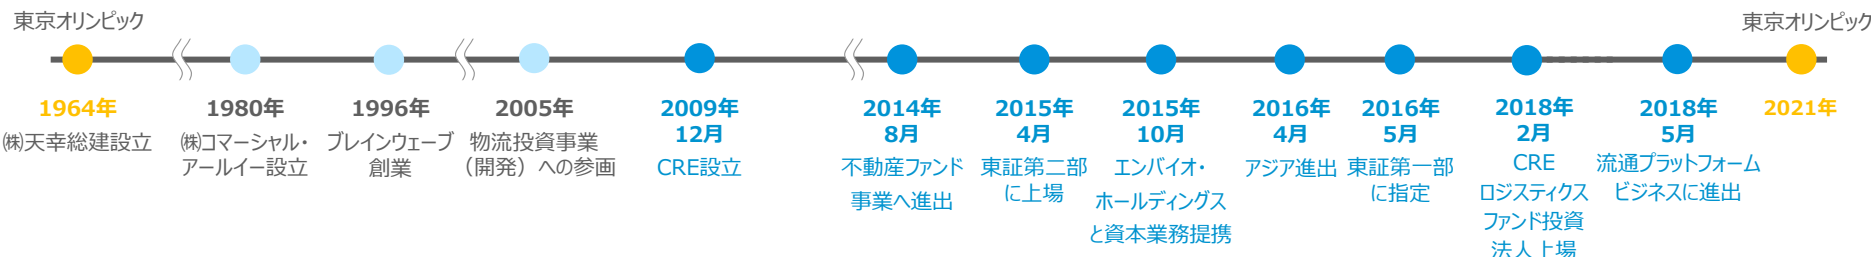 東京オリンピック
東京オリンピック
1964年
㈱天幸総建設立
1980年
㈱コマーシャル・
アールイー設立
1996年
ブレインウェーブ
創業
2005年
物流投資事業
（開発）への参画
2009年
12月
CRE設立
2014年
8月
不動産ファンド
事業へ進出
2015年
4月
東証第二部
に上場
2015年
10月
エンバイオ・
ホールディングス
と資本業務提携
2016年
4月
アジア進出
2016年
5月
東証第一部
に指定
2018年
2月
CRE
ロジスティクス
ファンド投資
法人上場
2018年
5月
流通プラットフォーム
ビジネスに進出
2021年